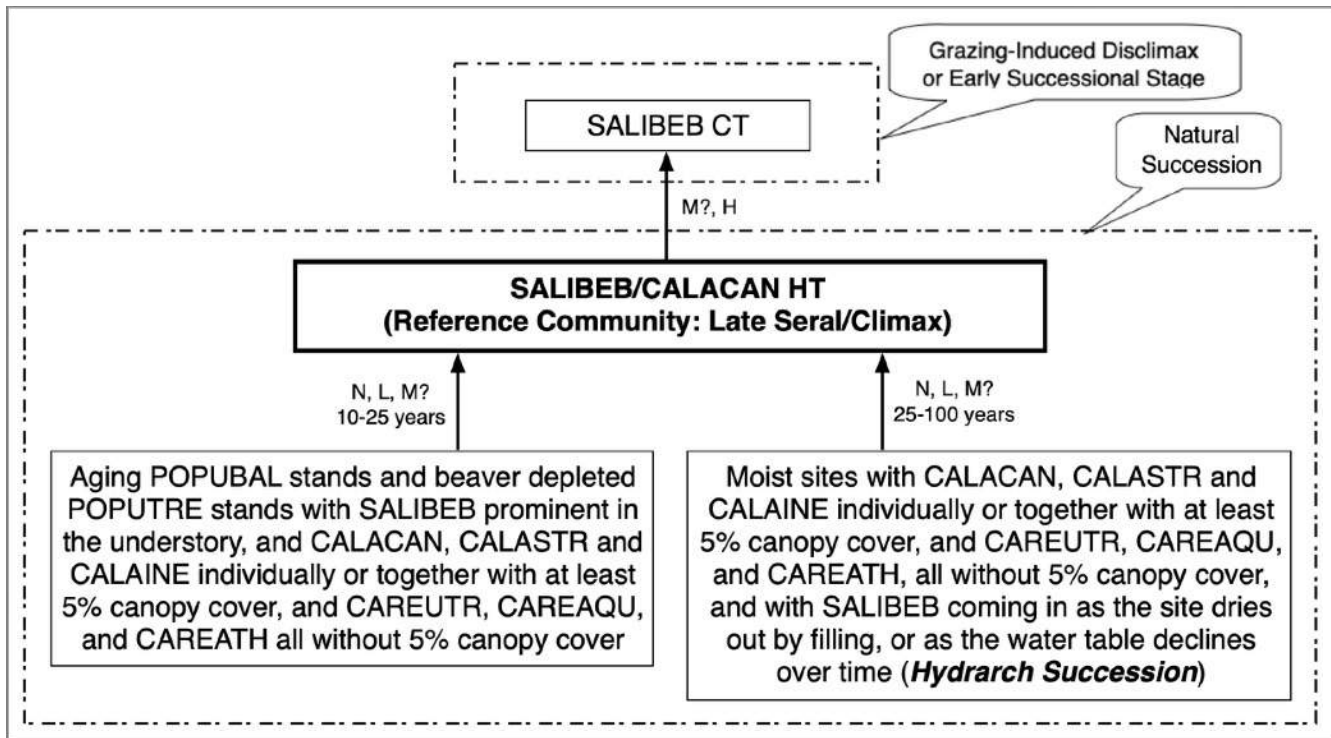 Grazing-Induced Disclimax
or Early Successional Stage
SALIBEB CT
Natural
Succession
M?, H
SALIBEB/CALACAN HT
(Reference Community: Late Seral/Climax)
N, L, M?
10-25 years
N, L, M?
25-100 years
Aging POPUBAL stands and beaver depleted
POPUTRE stands with SALIBEB prominent in
the understory, and CALACAN, CALASTR and
CALAINE individually or together with at least
5% canopy cover, and CAREUTR, CAREAQU,
and CAREATH all without 5% canopy cover
Moist sites with CALACAN, CALASTR and
CALAINE individually or together with at least
5% canopy cover, and CAREUTR, CAREAQU,
and CAREATH, all without 5% canopy cover,
and with SALIBEB coming in as the site dries
out by filling, or as the water table declines
over time (Hydrarch Succession)